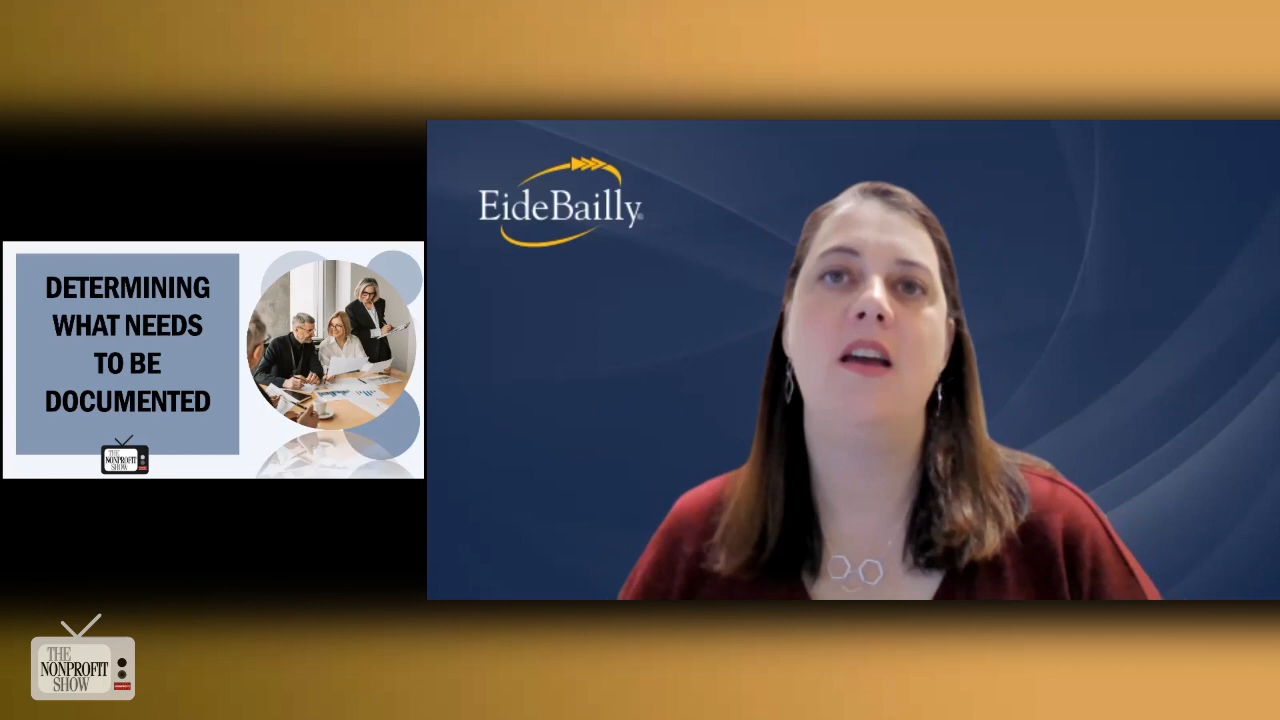 EideBailly
DETERMINING
WHAT NEEDS
TO BE
DOCUMENTED
THE
NONPROFIT
SHOW
THE
NONPROFIT
SHOW